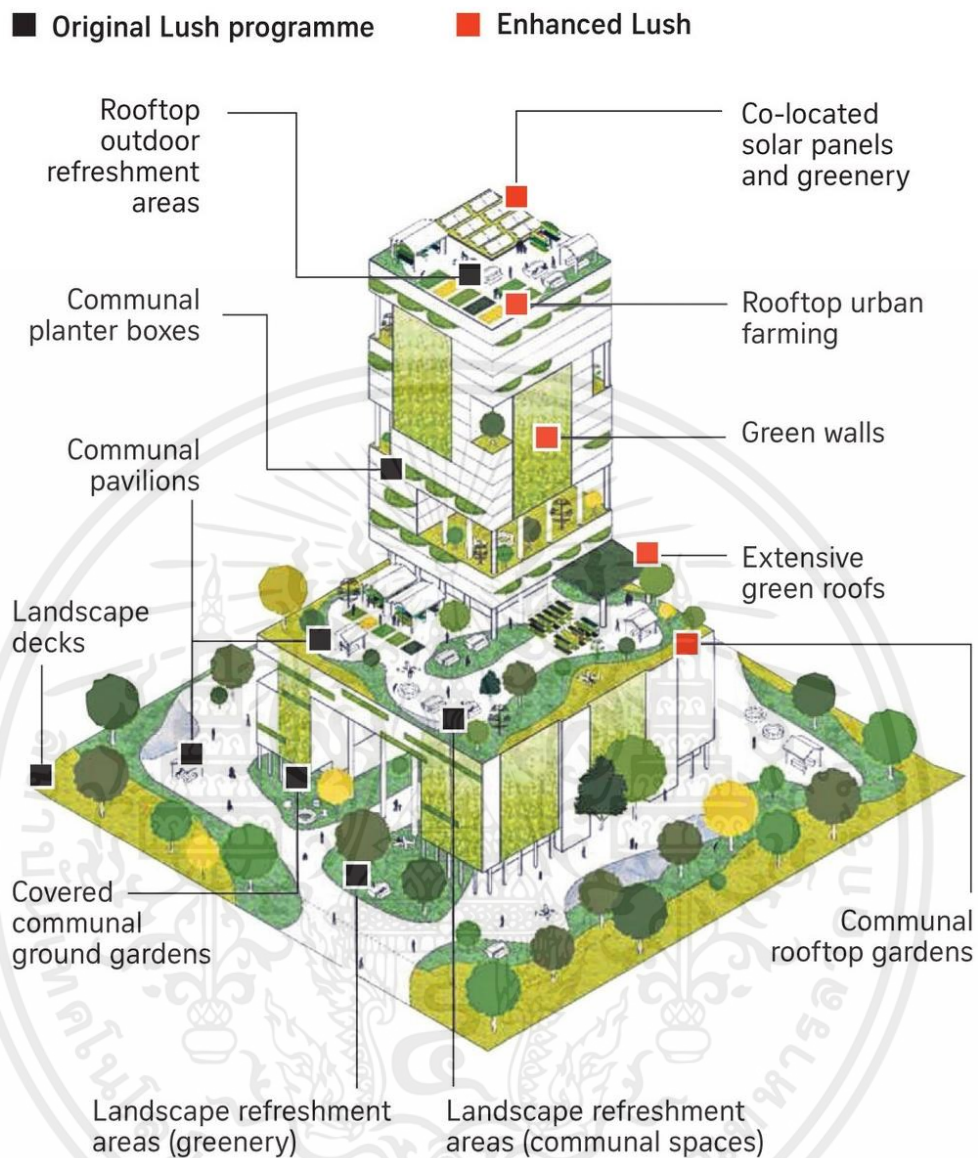 Original Lush programme
Enhanced Lush
Rooftop
outdoor
refreshment
areas
Co-located
solar panels
and greenery
Communal
planter boxes
Rooftop urban
farming
Communal
pavilions
Green walls
Extensive
green roofs
Landscape
decks
Covered
communal
ground gardens
Communal
rooftop gardens
Landscape refreshment
areas (greenery)
Landscape refreshment
areas (communal spaces)